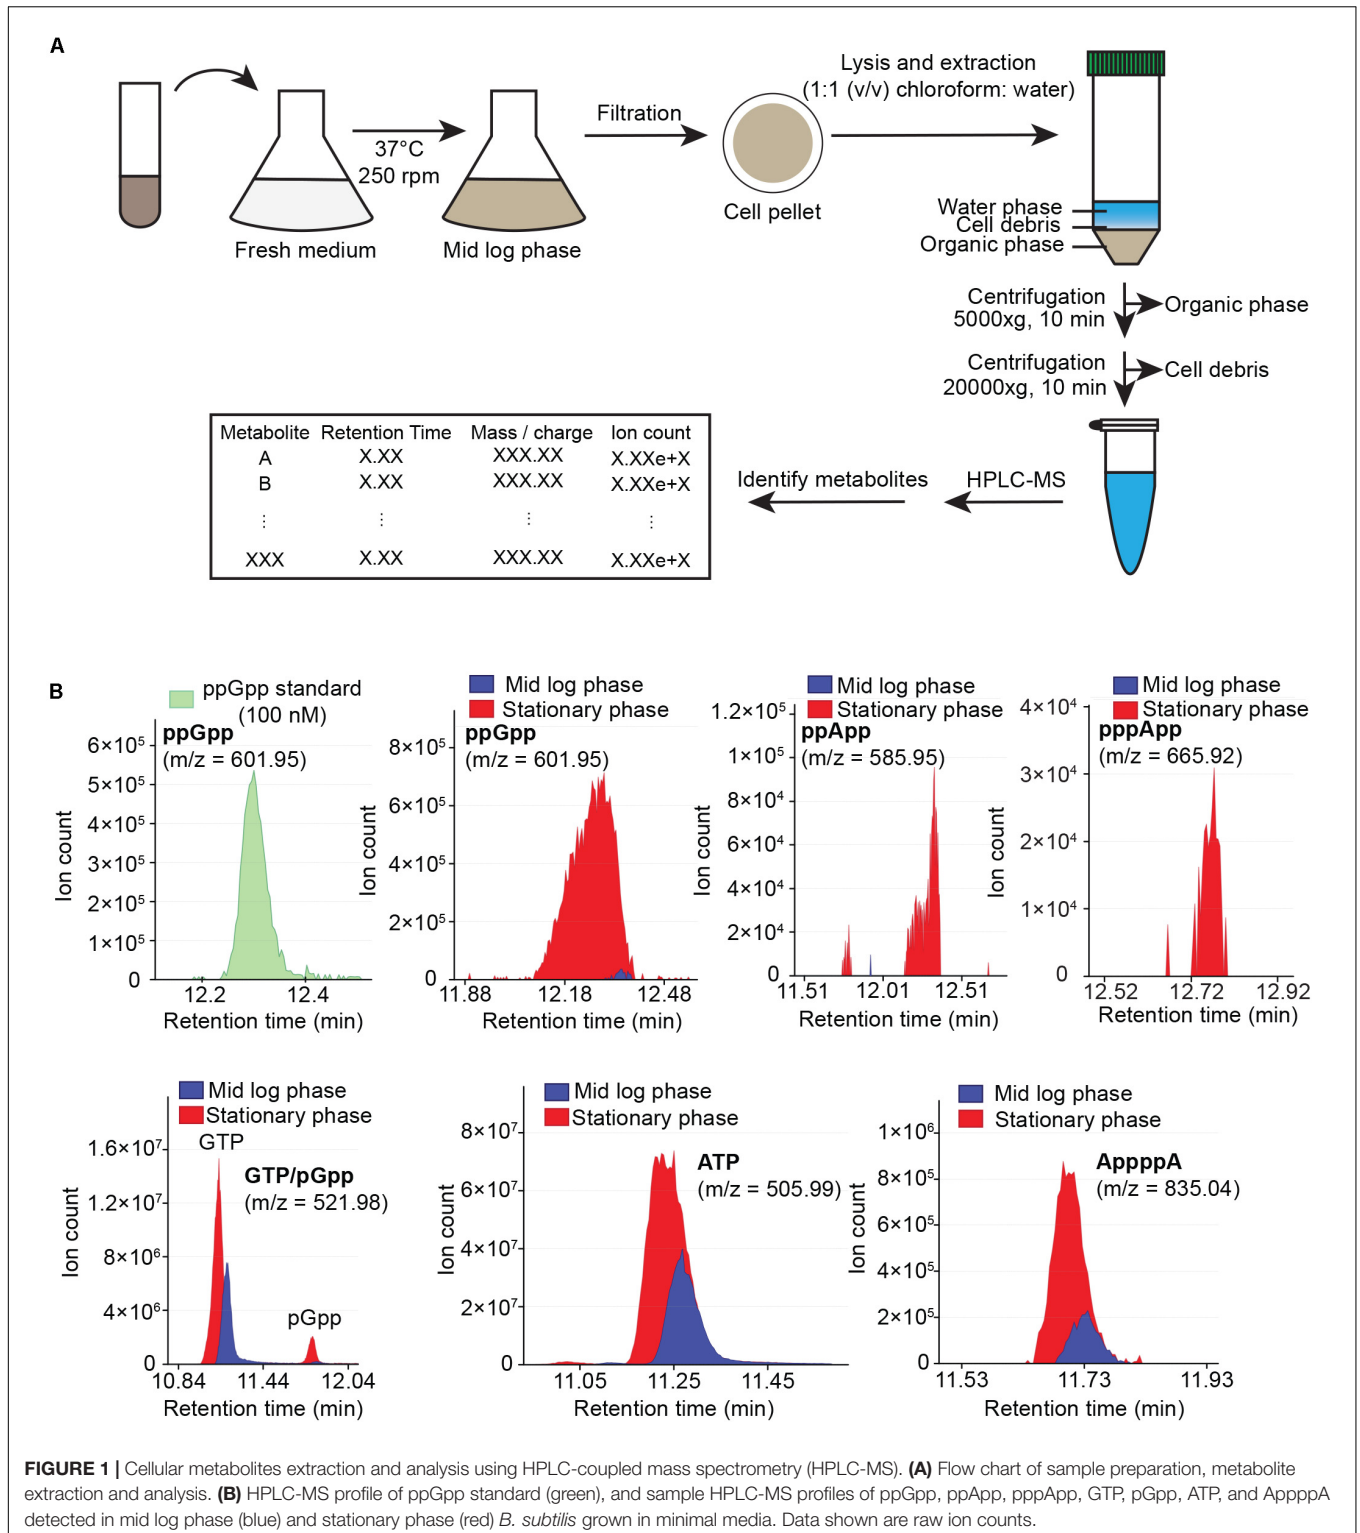 A
Lysis and extraction
(1:1 (v/v) chloroform: water)
Filtration
37°C
250 rpm
Fresh medium
Mid log phase
Cell pellet
Water phase
Cell debris
Organic phase
Centrifugation
5000xg, 10 min
Organic phase
Centrifugation
20000xg, 10 min
Cell debris
HPLC-MS
Identify metabolites
Metabolite Retention Time Mass / charge Ion count
A X.XX XXX.XX X.XXe+X
B X.XX XXX.XX X.XXe+X
⋮ ⋮ ⋮ ⋮
XXX X.XX XXX.XX X.XXe+X
B
ppGpp standard
(100 nM)
ppGpp
(m/z = 601.95)
6×10⁵
5×10⁵
4×10⁵
3×10⁵
2×10⁵
1×10⁵
0
Ion count
12.2 12.4
Retention time (min)
Mid log phase
Stationary phase
ppGpp
(m/z = 601.95)
8×10⁵
6×10⁵
4×10⁵
2×10⁵
0
Ion count
11.88 12.18 12.48
Retention time (min)
Mid log phase
Stationary phase
ppApp
(m/z = 585.95)
1.2×10⁵
1×10⁵
8×10⁴
6×10⁴
4×10⁴
2×10⁴
0
Ion count
11.51 12.01 12.51
Retention time (min)
Mid log phase
Stationary phase
pppApp
(m/z = 665.92)
4×10⁴
3×10⁴
2×10⁴
1×10⁴
0
Ion count
12.52 12.72 12.92
Retention time (min)
Mid log phase
Stationary phase
GTP
GTP/pGpp
(m/z = 521.98)
pGpp
1.6×10⁷
1.2×10⁷
8×10⁶
4×10⁶
0
Ion count
10.84 11.44 12.04
Retention time (min)
Mid log phase
Stationary phase
ATP
(m/z = 505.99)
8×10⁷
6×10⁷
4×10⁷
2×10⁷
0
Ion count
11.05 11.25 11.45
Retention time (min)
Mid log phase
Stationary phase
AppppA
(m/z = 835.04)
1×10⁶
8×10⁵
6×10⁵
4×10⁵
2×10⁵
0
Ion count
11.53 11.73 11.93
Retention time (min)
FIGURE 1 | Cellular metabolites extraction and analysis using HPLC-coupled mass spectrometry (HPLC-MS). (A) Flow chart of sample preparation, metabolite
extraction and analysis. (B) HPLC-MS profile of ppGpp standard (green), and sample HPLC-MS profiles of ppGpp, ppApp, pppApp, GTP, pGpp, ATP, and AppppA
detected in mid log phase (blue) and stationary phase (red) B. subtilis grown in minimal media. Data shown are raw ion counts.